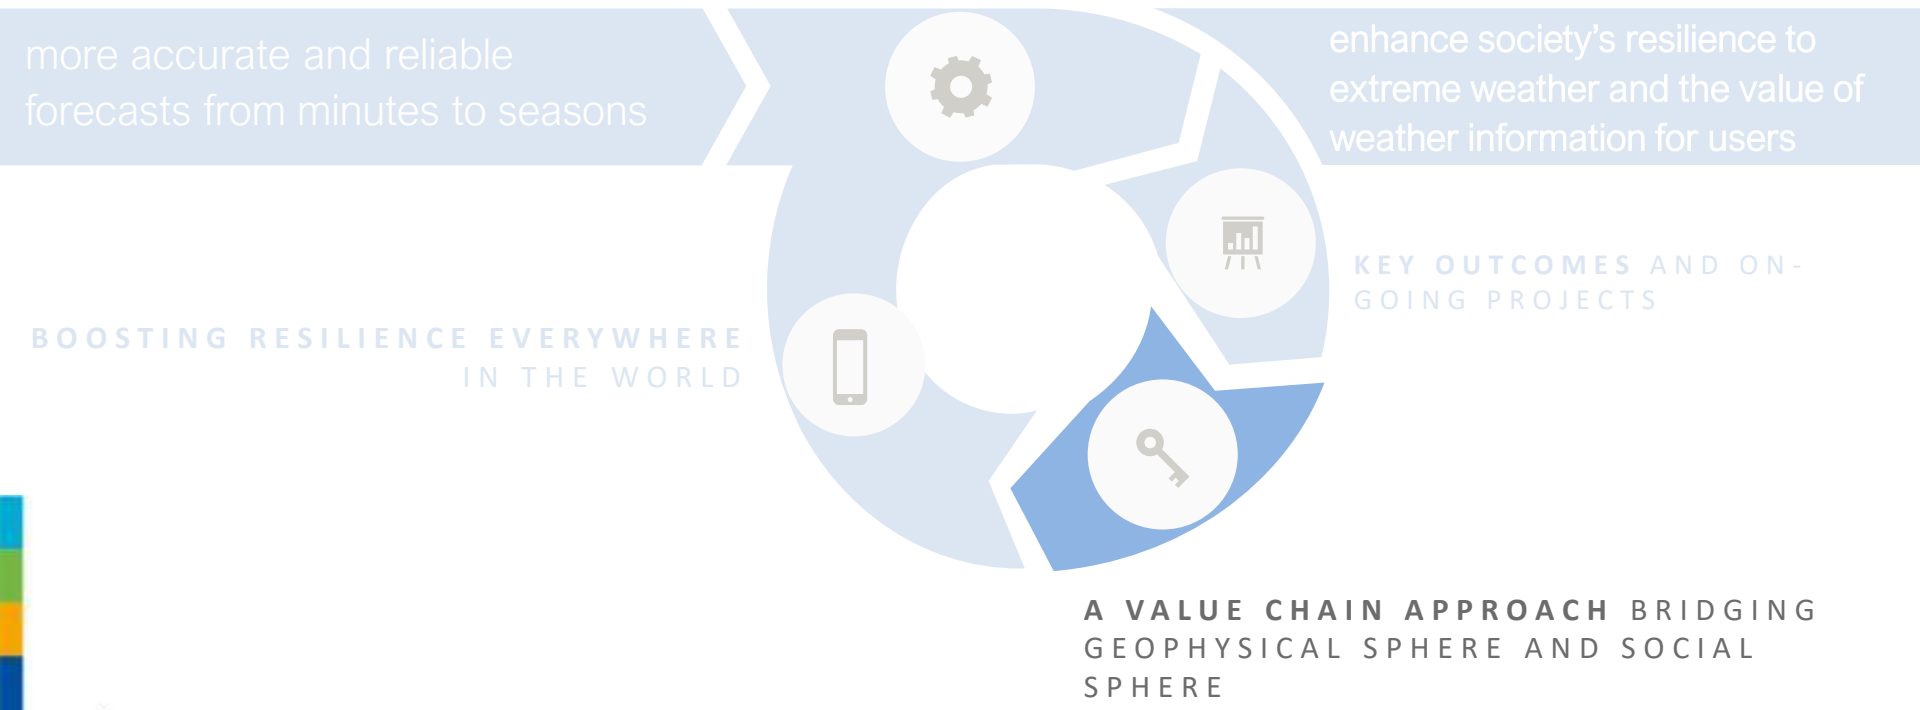 more accurate and reliable
forecasts from minutes to seasons
enhance society's resilience to
extreme weather and the value of
weather information for users
KEY OUTCOMES AND ON-
GOING PROJECTS
BOOSTING RESILIENCE EVERYWHERE
IN THE WORLD
A VALUE CHAIN APPROACH BRIDGING
GEOPHYSICAL SPHERE AND SOCIAL
SPHERE